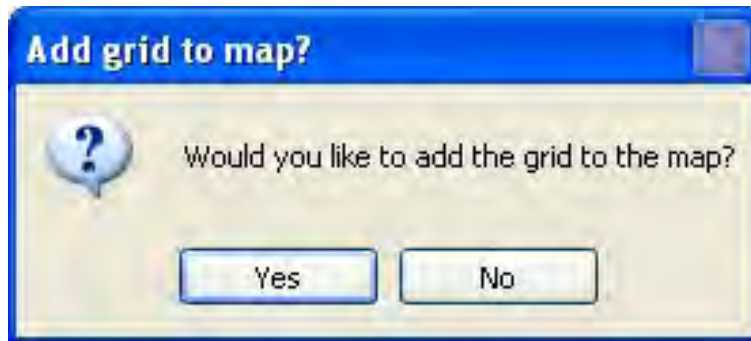 Add grid to map?
Would you like to add the grid to the map?
Yes
No